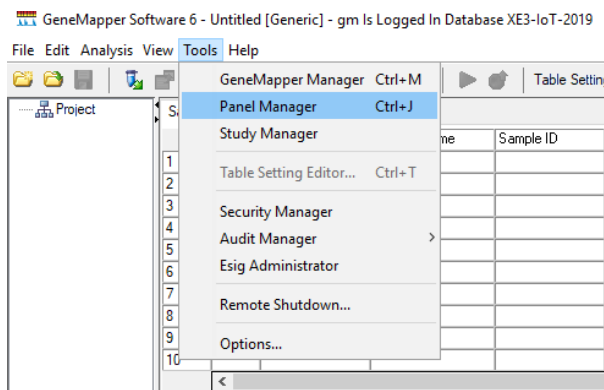 GeneMapper Software 6 - Untitled [Generic] - gm Is Logged In Database XE3-IoT-2019
File Edit Analysis View Tools Help
Table Settin
Project
GeneMapper Manager Ctrl+M
Panel Manager Ctrl+J
Study Manager
Table Setting Editor... Ctrl+T
Security Manager
Audit Manager
Esig Administrator
Remote Shutdown...
Options...
Sa
me Sample ID
1
2
3
4
5
6
7
8
9
10